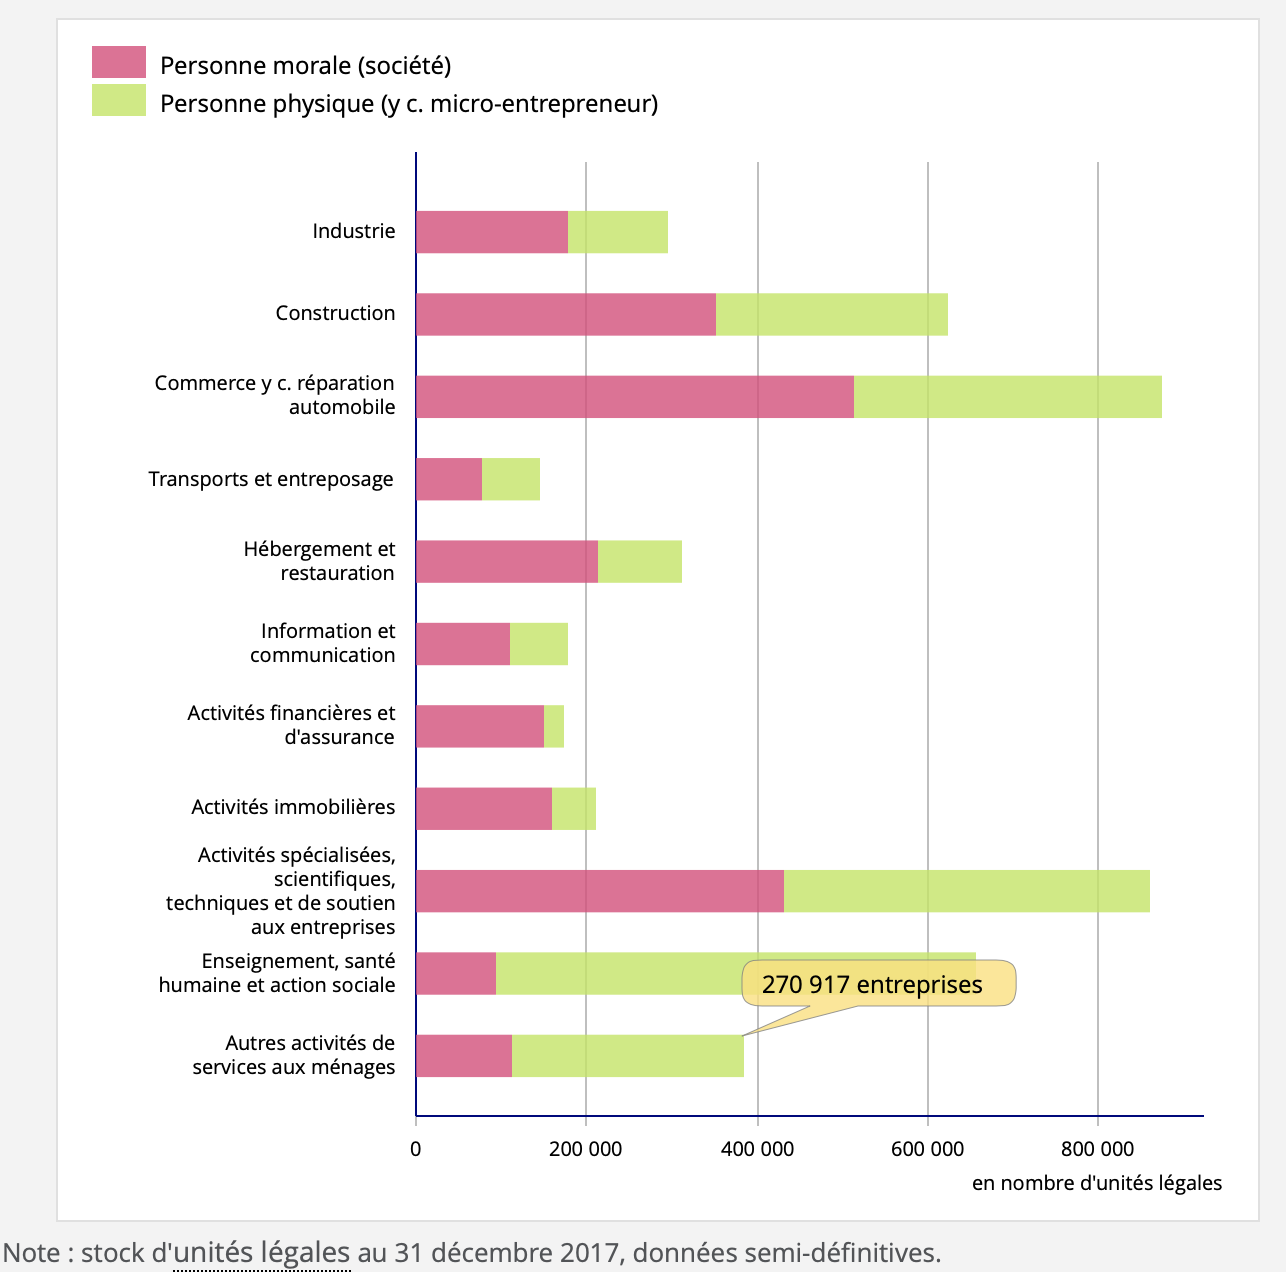 Personne morale (société)
Personne physique (y c. micro-entrepreneur)
Industrie
Construction
Commerce y c. réparation
automobile
Transports et entreposage
Hébergement et
restauration
Information et
communication
Activités financières et
d'assurance
Activités immobilières
Activités spécialisées,
scientifiques,
techniques et de soutien
aux entreprises
Enseignement, santé
humaine et action sociale
270 917 entreprises
Autres activités de
services aux ménages
0 200 000 400 000 600 000 800 000
en nombre d'unités légales
Note : stock d'unités légales au 31 décembre 2017, données semi-définitives.